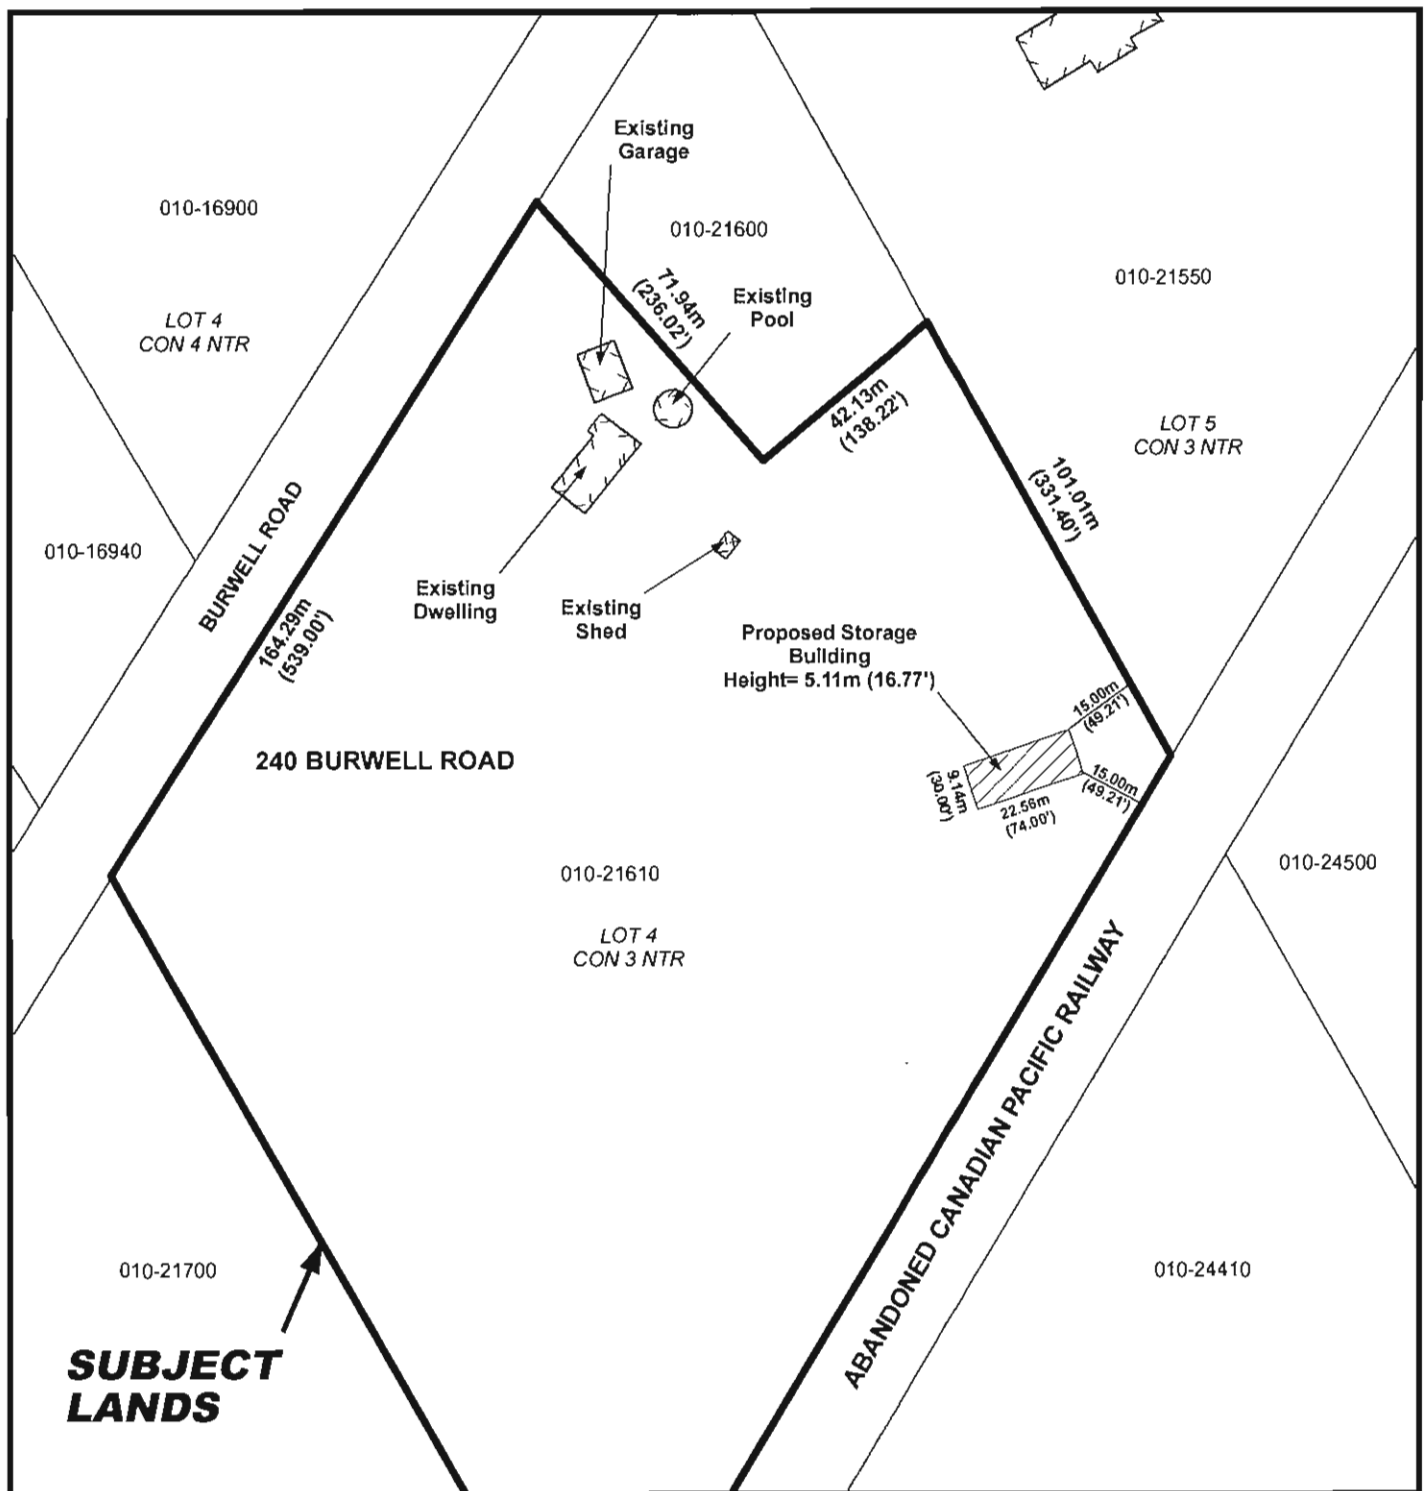 Existing
Garage
010-16900
010-21600
71.94m
(236.02')
Existing
Pool
010-21550
LOT 4
CON 4 NTR
42.13m
(138.22')
LOT 5
CON 3 NTR
101.01m
(331.40')
BURWELL ROAD
010-16940
164.29m
(539.00')
Existing
Dwelling
Existing
Shed
Proposed Storage
Building
Height= 5.11m (16.77')
15.00m
(49.21')
240 BURWELL ROAD
9.14m
(30.00')
22.56m
(74.00')
15.00m
(49.21')
010-21610
010-24500
LOT 4
CON 3 NTR
ABANDONED CANADIAN PACIFIC RAILWAY
010-21700
010-24410
SUBJECT
LANDS